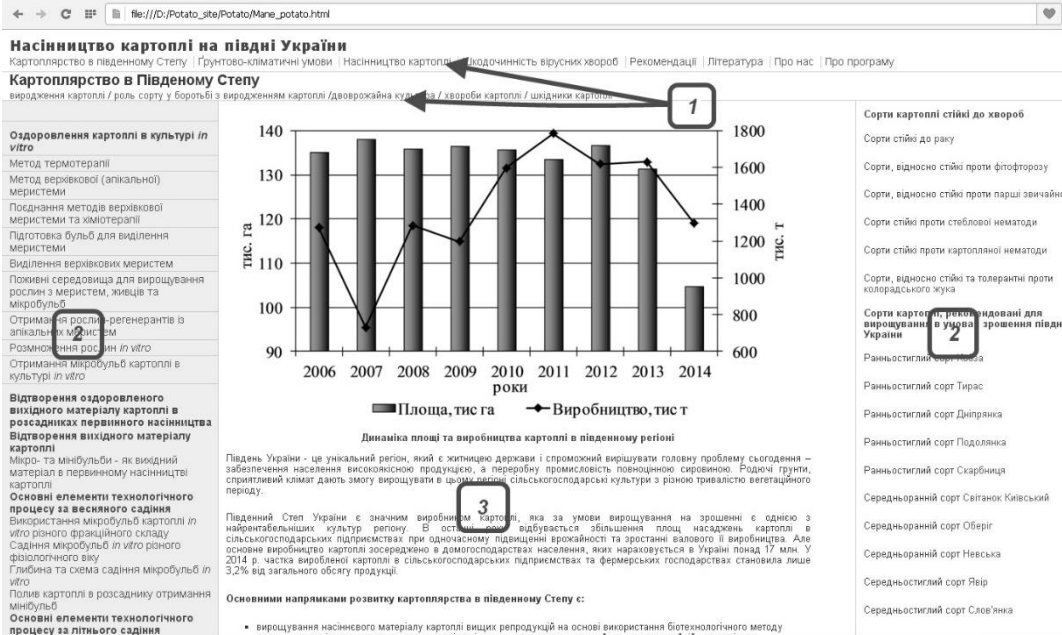 file:///D:/Potato_site/Potato/Mane_potato.html
Насінництво картоплі на півдні України
Картоплярство в південному Степу | Ґрунтово-кліматичні умови | Насінництво картоплі | Шкодочинність вірусних хвороб | Рекомендації | Література | Про нас | Про програму
Картоплярство в Південому Степу
виродження картоплі / роль сорту у боротьбі з виродженням картоплі /двоврожайна культура / хвороби картоплі / шкідники картоплі
1
Оздоровлення картоплі в культурі in
vitro
Метод термотерапії
Метод верхівкової (апікальної)
меристеми
Поєднання методів верхівкової
меристеми та хіміотерапії
Підготовка бульб для виділення
меристеми
Виділення верхівкових меристем
Поживні середовища для вирощування
рослин з меристем, живців та
мікробульб
Отримання рослин-регенерантів із
апікальних меристем
2
Розмноження рослин in vitro
Отримання мікробульб картоплі в
культурі in vitro
Відтворення оздоровленого
вихідного матеріалу картоплі в
розсадниках первинного насінництва
Відтворення вихідного матеріалу
картоплі
Мікро- та мінібульби - як вихідний
матеріал в первинному насінництві
картоплі
Основні елементи технологічного
процесу за весняного садіння
Використання мікробульб картоплі in
vitro різного фракційного складу
Садіння мікробульб in vitro різного
фізіологічного віку
Глибина та схема садіння мікробульб in
vitro
Полив картоплі в розсаднику отримання
мінібульб
Основні елементи технологічного
процесу за літнього садіння
140
130
120
110
100
90
тис. га
1800
1600
1400
1200
1000
800
600
тис. т
2006 2007 2008 2009 2010 2011 2012 2013 2014
роки
Площа, тис га Виробництво, тис т
Динаміка площі та виробництва картоплі в південному регіоні
Південь України - це унікальний регіон, який є житницею держави і спроможний вирішувати головну проблему сьогодення –
забезпечення населення високоякісною продукцією, а переробну промисловість повноцінною сировиною. Родючі грунти,
сприятливий клімат дають змогу вирощувати в цьому регіоні сільськогосподарські культури з різною тривалістю вегетаційного
періоду.
3
Південний Степ України є значним виробником картоплі, яка за умови вирощування на зрошенні є однією з
найрентабельніших культур регіону. В останні роки відбувається збільшення площ насаджень картоплі в
сільськогосподарських підприємствах при одночасному підвищенні врожайності та зростанні валового її виробництва. Але
основне виробництво картоплі зосереджено в домогосподарствах населення, яких нараховується в Україні понад 17 млн. У
2014 р. частка виробленої картоплі в сільськогосподарських підприємствах та фермерських господарствах становила лише
3,2% від загального обсягу продукції.
Основними напрямками розвитку картоплярства в південному Степу є:
вирощування насіннєвого матеріалу картоплі вищих репродукцій на основі використання біотехнологічного методу
Сорти картоплі стійкі до хвороб
Сорти стійкі до раку
Сорти, відносно стійкі проти фітофторозу
Сорти, відносно стійкі проти парші звичайн
Сорти стійкі проти стеблової нематоди
Сорти стійкі проти картопляної нематоди
Сорти, відносно стійкі та толерантні проти
колорадського жука
Сорти картоплі, рекомендовані для
вирощування в умовах зрошення півдн
України
2
Ранньостиглий сорт
Ранньостиглий сорт Тирас
Ранньостиглий сорт Дніпрянка
Ранньостиглий сорт Подолянка
Ранньостиглий сорт Скарбниця
Середньоранній сорт Світанок Київський
Середньоранній сорт Оберіг
Середньоранній сорт Невська
Середньостиглий сорт Явір
Середньостиглий сорт Слов'янка